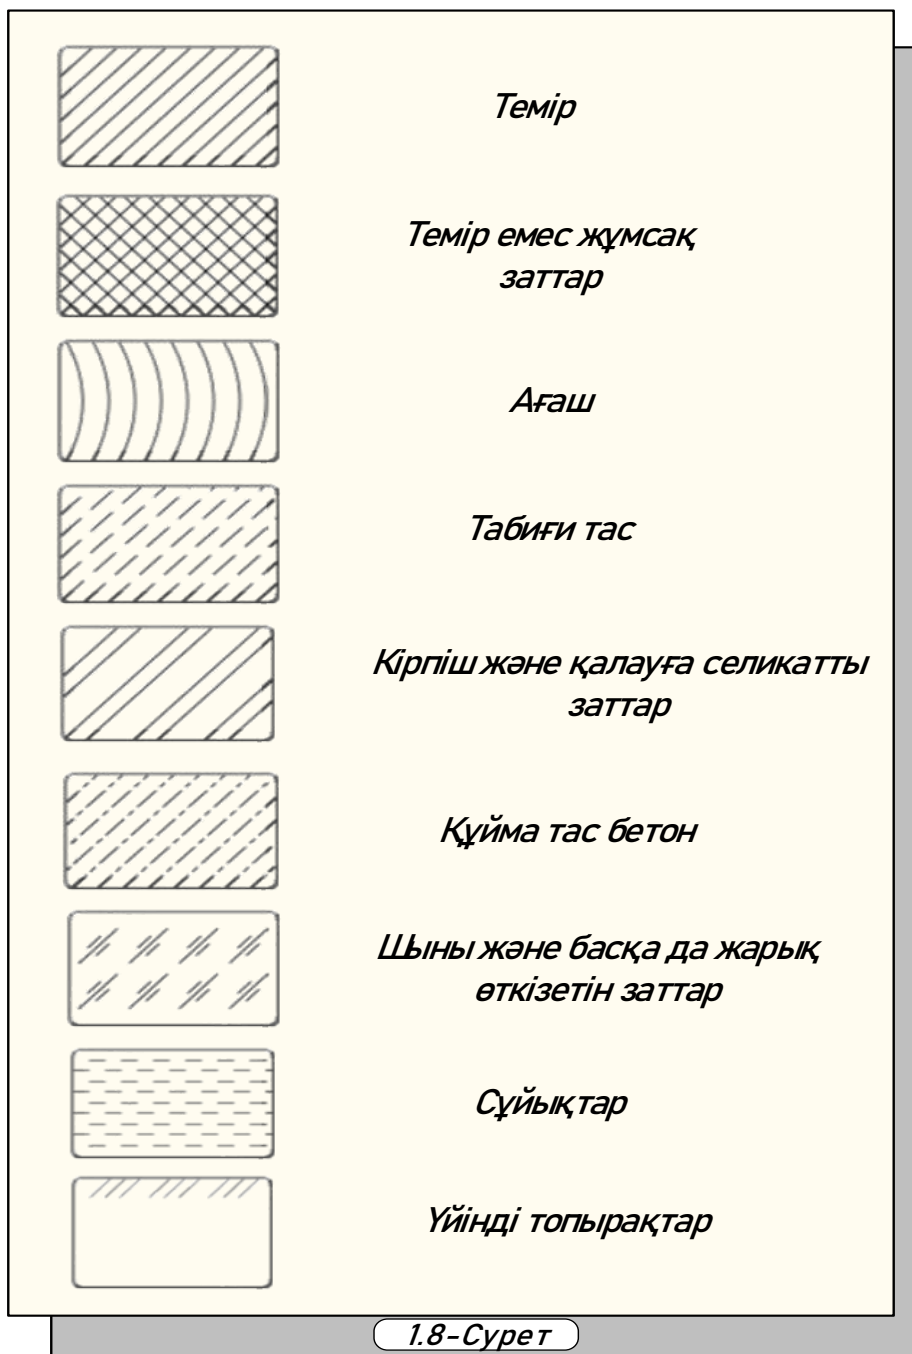 Темір
Темір емес жұмсақ
заттар
Ағаш
Табиғи тас
Кірпіш және қалауға селикатты
заттар
Құйма тас бетон
Шыны және басқа да жарық
өткізетін заттар
Сұйықтар
Үйінді топырақтар
1.8-Сурет